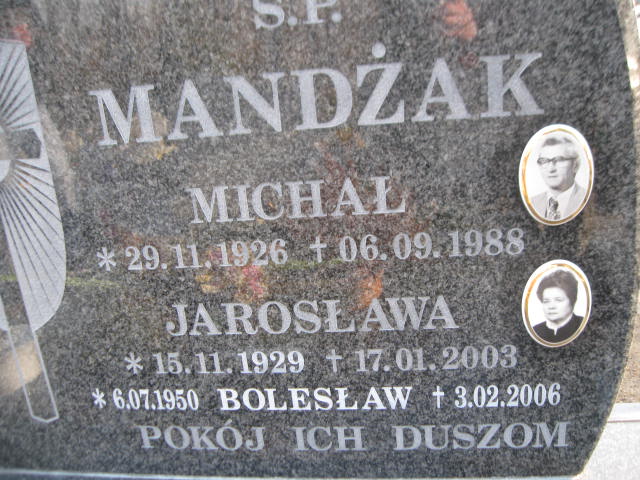 S.P.
MANDŻAK
MICHAŁ
* 29.11.1926 † 06.09.1988
JAROSŁAWA
* 15.11.1929 † 17.01.2003
* 6.07.1950 BOLESŁAW † 3.02.2006
POKÓJ ICH DUSZOM